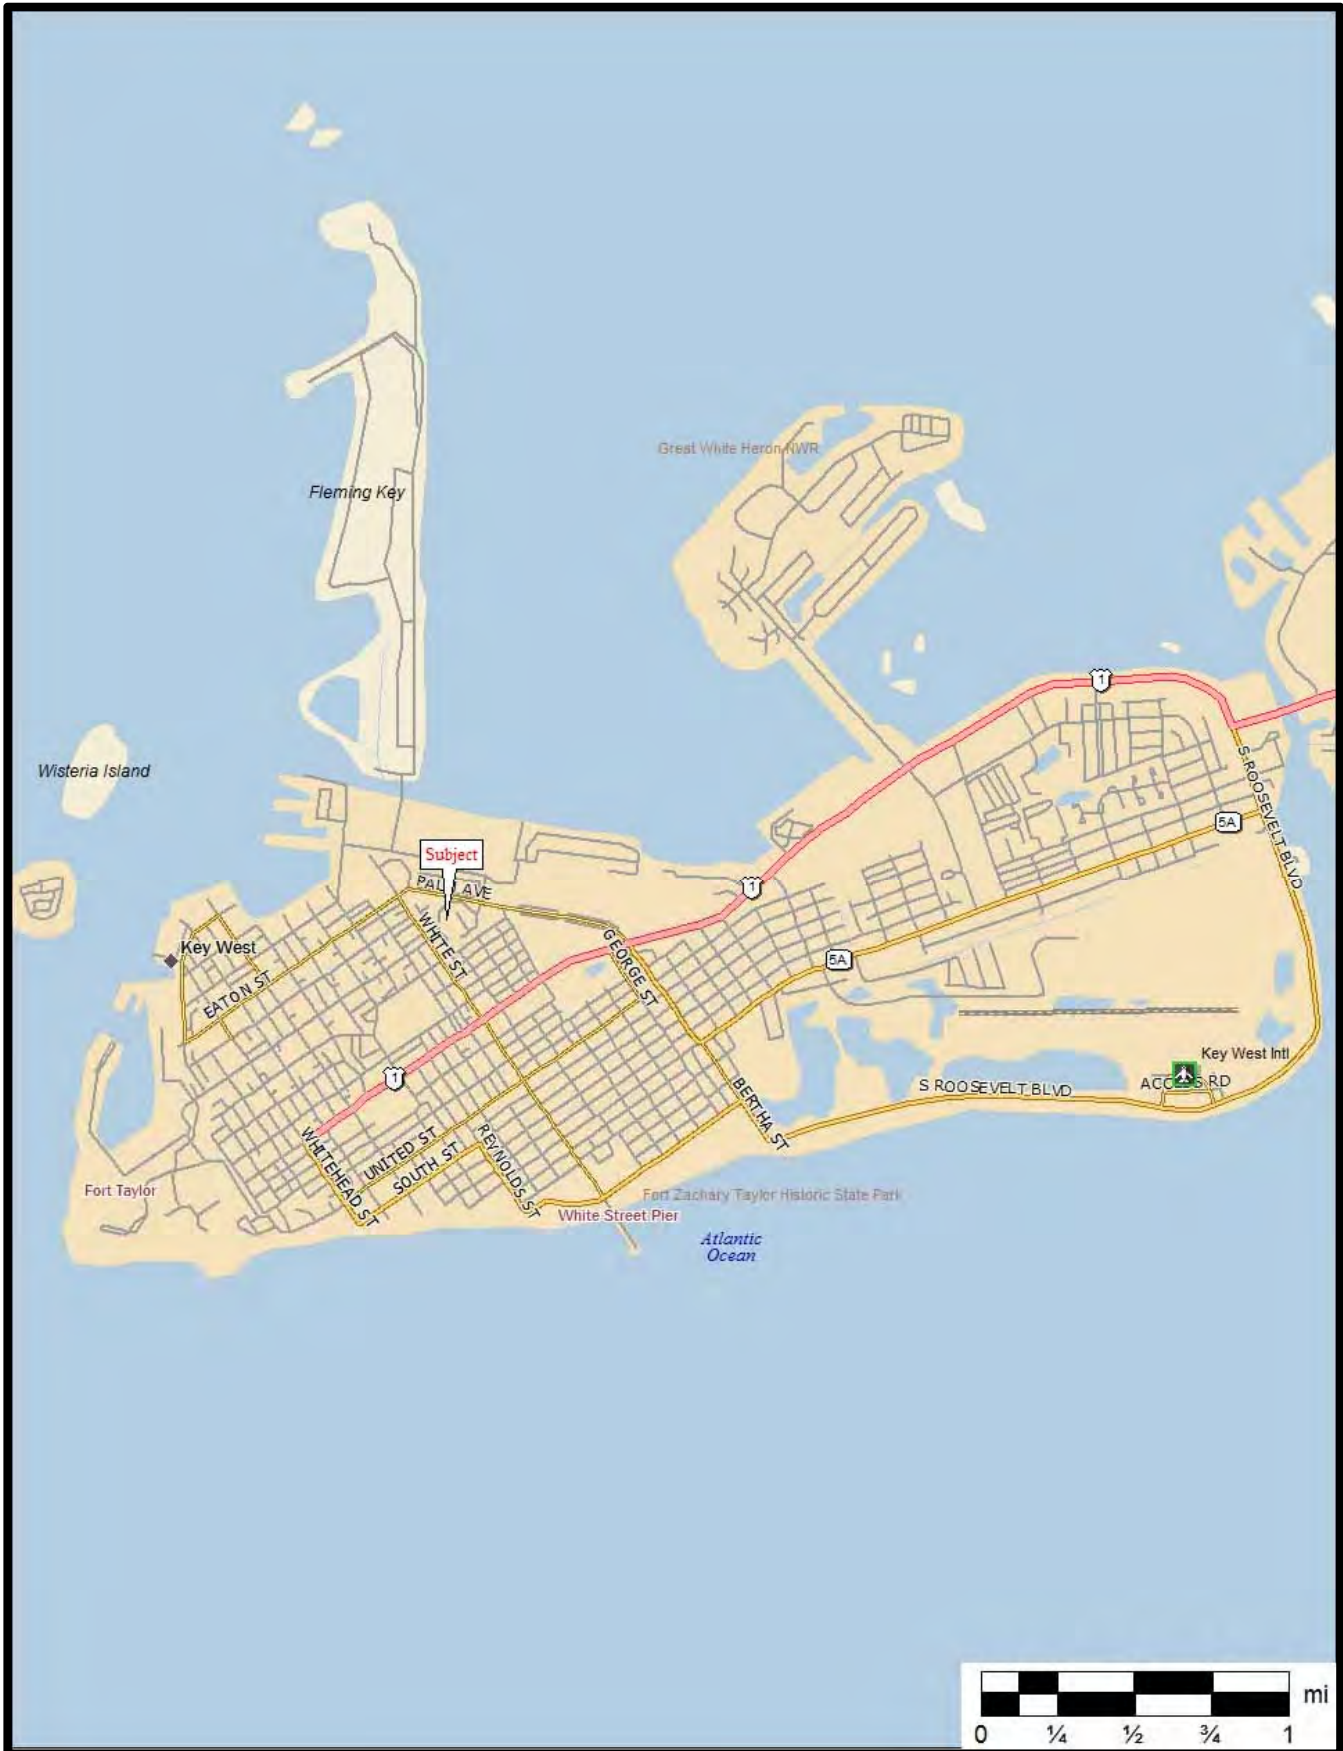 Great White Heron NWR
Fleming Key
1
Wisteria Island
S ROOSEVELT BLVD
5A
Subject
PALM AVE
1
WHITE ST
GEORGE ST
Key West
5A
EATON ST
Key West Intl
1
BERTHA ST
S ROOSEVELT BLVD
ACCESS RD
WHITEHEAD ST
UNITED ST
SOUTH ST
REYNOLDS ST
Fort Taylor
Fort Zachary Taylor Historic State Park
White Street Pier
Atlantic
Ocean
mi
0 ¼ ½ ¾ 1